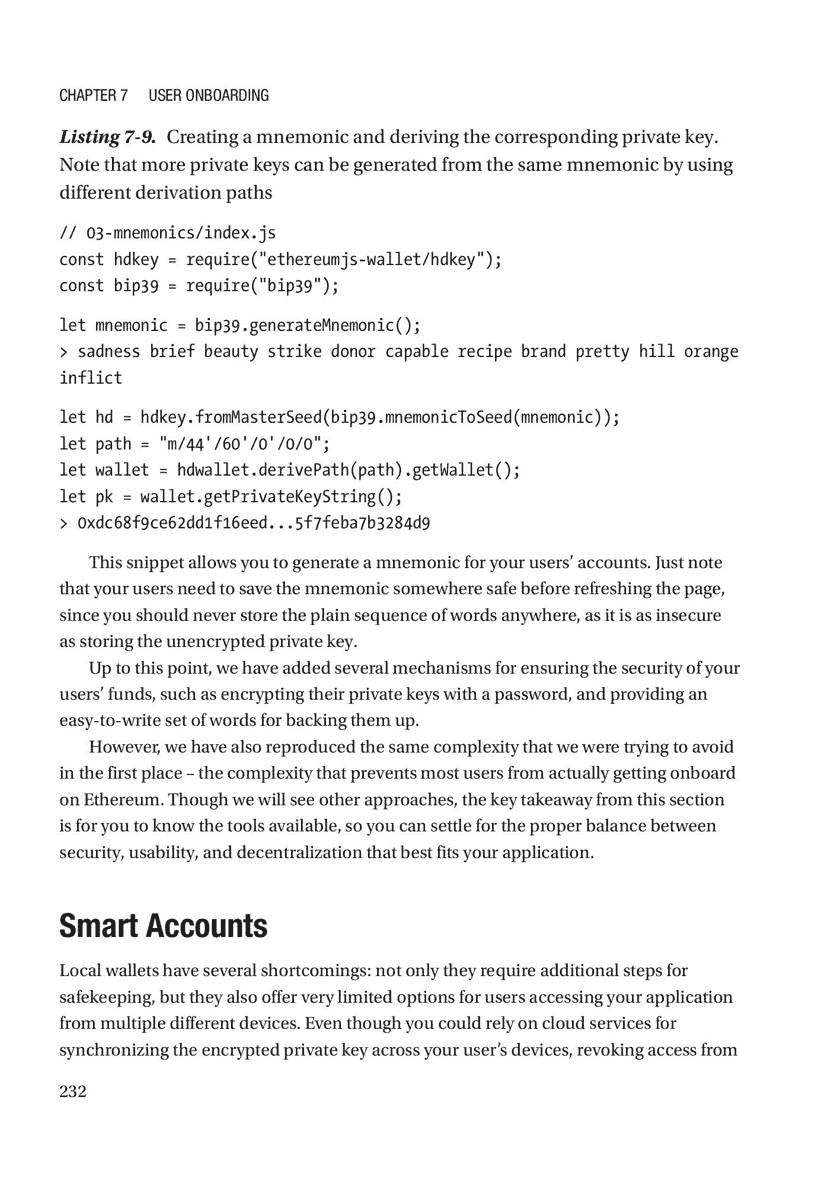 CHAPTER 7 USER ONBOARDING
Listing 7-9. Creating a mnemonic and deriving the corresponding private key.
Note that more private keys can be generated from the same mnemonic by using
different derivation paths
// 03-mnemonics/index.js
const hdkey = require("ethereumjs-wallet/hdkey");
const bip39 = require("bip39");
let mnemonic = bip39.generateMnemonic();
> sadness brief beauty strike donor capable recipe brand pretty hill orange
inflict
let hd = hdkey.fromMasterSeed(bip39.mnemonicToSeed(mnemonic));
let path = "m/44'/60'/0'/0/0";
let wallet = hdwallet.derivePath(path).getWallet();
let pk = wallet.getPrivateKeyString();
> 0xdc68f9ce62dd1f16eed...5f7feba7b3284d9
This snippet allows you to generate a mnemonic for your users’ accounts. Just note
that your users need to save the mnemonic somewhere safe before refreshing the page,
since you should never store the plain sequence of words anywhere, as it is as insecure
as storing the unencrypted private key.
Up to this point, we have added several mechanisms for ensuring the security of your
users’ funds, such as encrypting their private keys with a password, and providing an
easy-to-write set of words for backing them up.
However, we have also reproduced the same complexity that we were trying to avoid
in the first place – the complexity that prevents most users from actually getting onboard
on Ethereum. Though we will see other approaches, the key takeaway from this section
is for you to know the tools available, so you can settle for the proper balance between
security, usability, and decentralization that best fits your application.
Smart Accounts
Local wallets have several shortcomings: not only they require additional steps for
safekeeping, but they also offer very limited options for users accessing your application
from multiple different devices. Even though you could rely on cloud services for
synchronizing the encrypted private key across your user’s devices, revoking access from
232